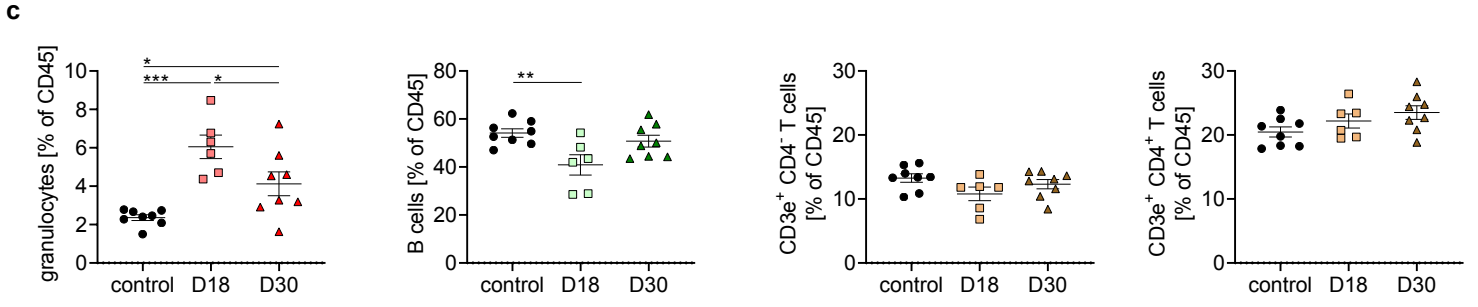 c
granulocytes [% of CD45]
10
8
6
4
2
0
*
***
*
control D18 D30
B cells [% of CD45]
80
60
40
20
0
**
control D18 D30
CD3e⁺ CD4⁻ T cells
[% of CD45]
30
20
10
0
control D18 D30
CD3e⁺ CD4⁺ T cells
[% of CD45]
30
20
10
0
control D18 D30